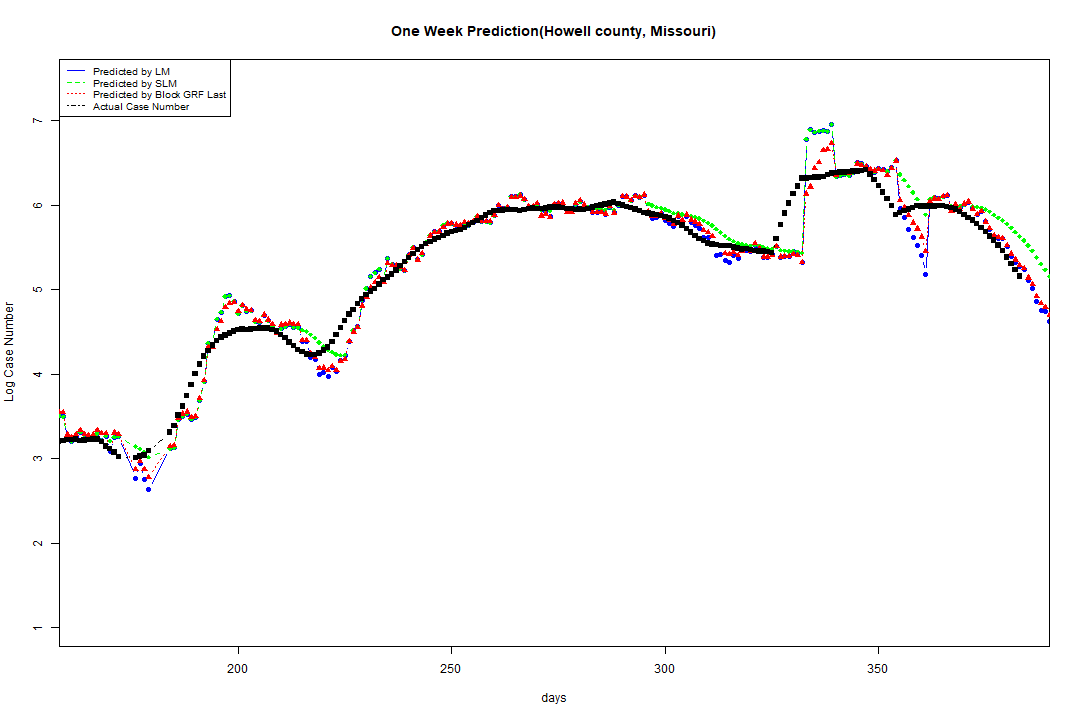 One Week Prediction(Howell county, Missouri)
Predicted by LM
Predicted by SLM
Predicted by Block GRF Last
Actual Case Number
7
6
5
4
3
2
1
Log Case Number
200 250 300 350
days